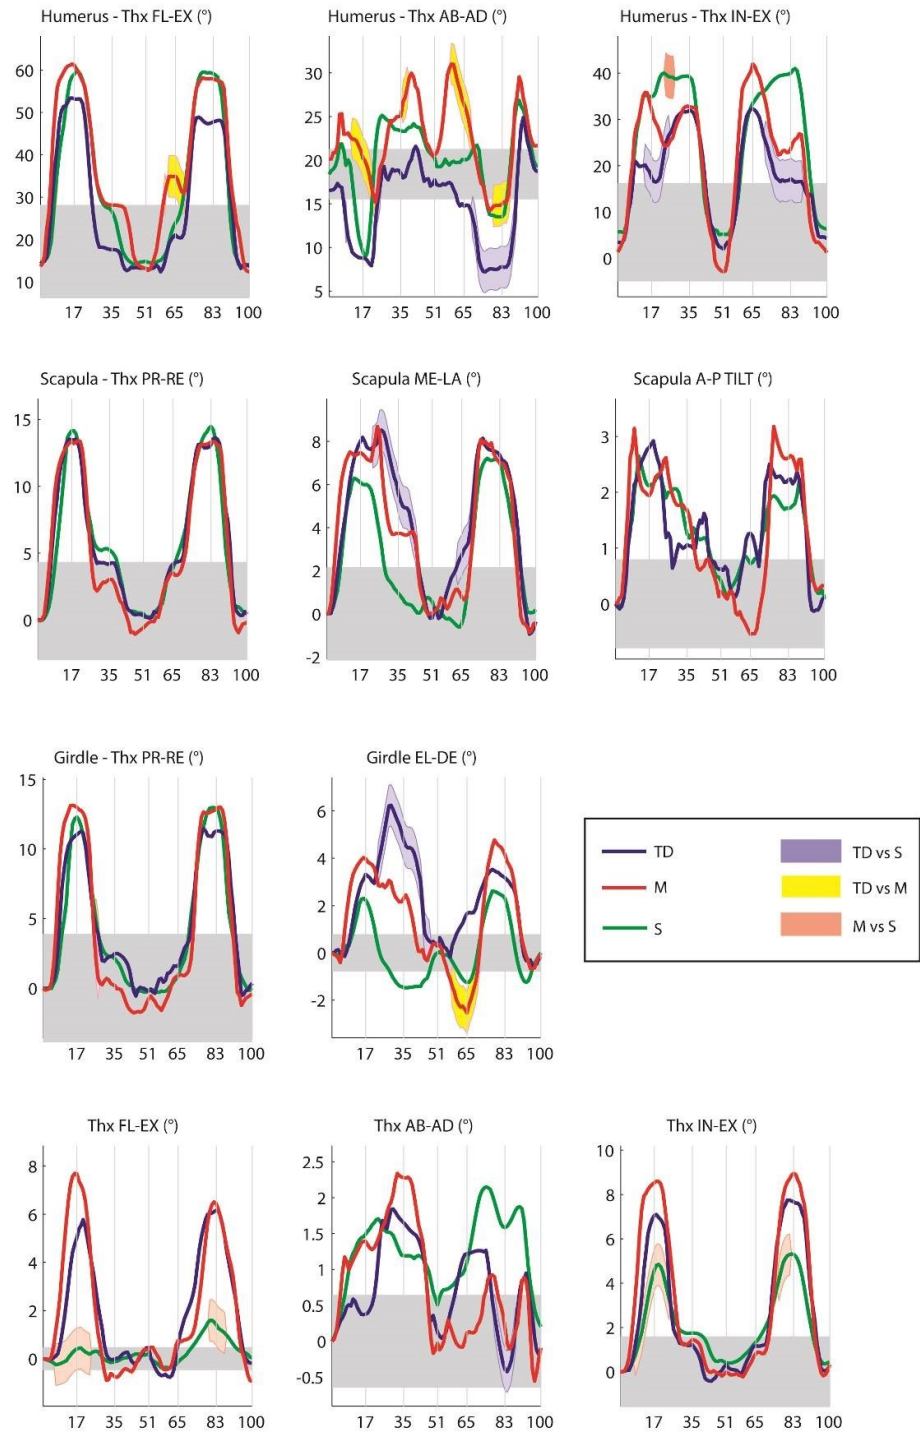 Humerus - Thx FL-EX (°)
Humerus - Thx AB-AD (°)
Humerus - Thx IN-EX (°)
60
50
40
30
20
10
17 35 51 65 83 100
30
25
20
15
10
5
17 35 51 65 83 100
40
30
20
10
0
17 35 51 65 83 100
Scapula - Thx PR-RE (°)
Scapula ME-LA (°)
Scapula A-P TILT (°)
15
10
5
0
17 35 51 65 83 100
8
6
4
2
0
-2
17 35 51 65 83 100
3
2
1
0
17 35 51 65 83 100
Girdle - Thx PR-RE (°)
Girdle EL-DE (°)
15
10
5
0
17 35 51 65 83 100
6
4
2
0
-2
17 35 51 65 83 100
TD
TD vs S
M
TD vs M
S
M vs S
Thx FL-EX (°)
Thx AB-AD (°)
Thx IN-EX (°)
8
6
4
2
0
17 35 51 65 83 100
2.5
2
1.5
1
0.5
0
-0.5
17 35 51 65 83 100
10
8
6
4
2
0
17 35 51 65 83 100